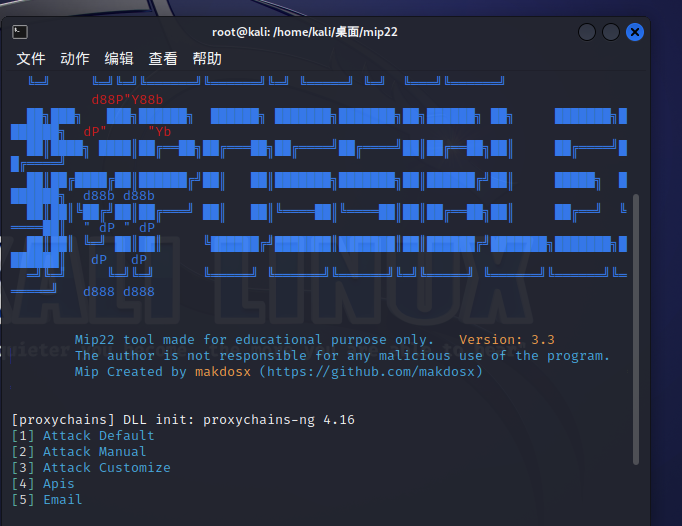 root@kali: /home/kali/桌面/mip22
文件 动作 编辑 查看 帮助
d88P"Y88b
dP" "Yb
d88b d88b
" dP " dP
dP dP
d888 d888
KALI LINUX
Mip22 tool made for educational purpose only. Version: 3.3
The author is not responsible for any malicious use of the program.
Mip Created by makdosx (https://github.com/makdosx)
[proxychains] DLL init: proxychains-ng 4.16
[1] Attack Default
[2] Attack Manual
[3] Attack Customize
[4] Apis
[5] Email